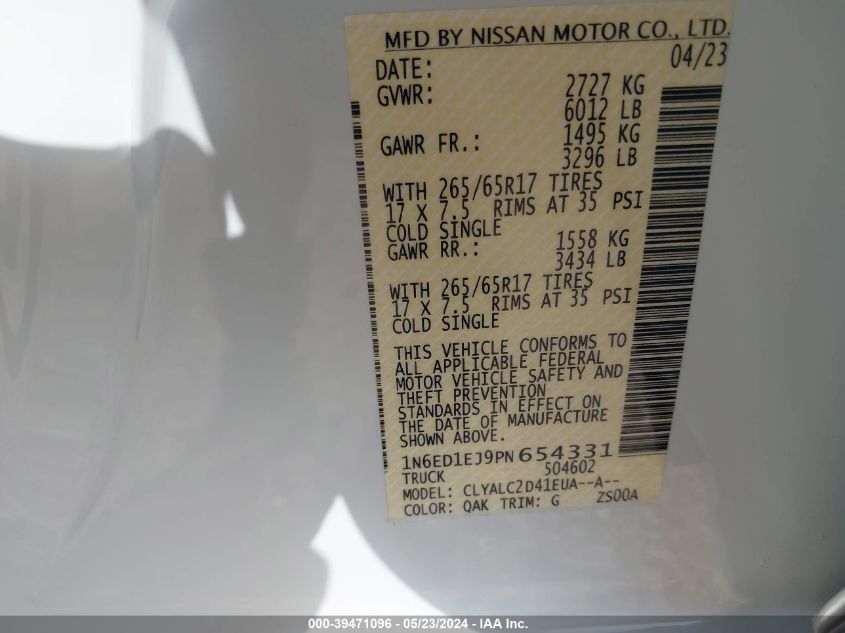 MFD BY NISSAN MOTOR CO., LTD.
DATE: 04/23
GVWR: 2727 KG
6012 LB
GAWR FR.: 1495 KG
3296 LB
WITH 265/65R17 TIRES
17 X 7.5 RIMS AT 35 PSI
COLD SINGLE
GAWR RR.: 1558 KG
3434 LB
WITH 265/65R17 TIRES
17 X 7.5 RIMS AT 35 PSI
COLD SINGLE
THIS VEHICLE CONFORMS TO
ALL APPLICABLE FEDERAL
MOTOR VEHICLE SAFETY AND
THEFT PREVENTION
STANDARDS IN EFFECT ON
THE DATE OF MANUFACTURE
SHOWN ABOVE.
1N6ED1EJ9PN654331
TRUCK 504602
MODEL: CLYALC2D41EUA--A--
COLOR: QAK TRIM: G ZS00A
000-39471096 - 05/23/2024 - IAA Inc.